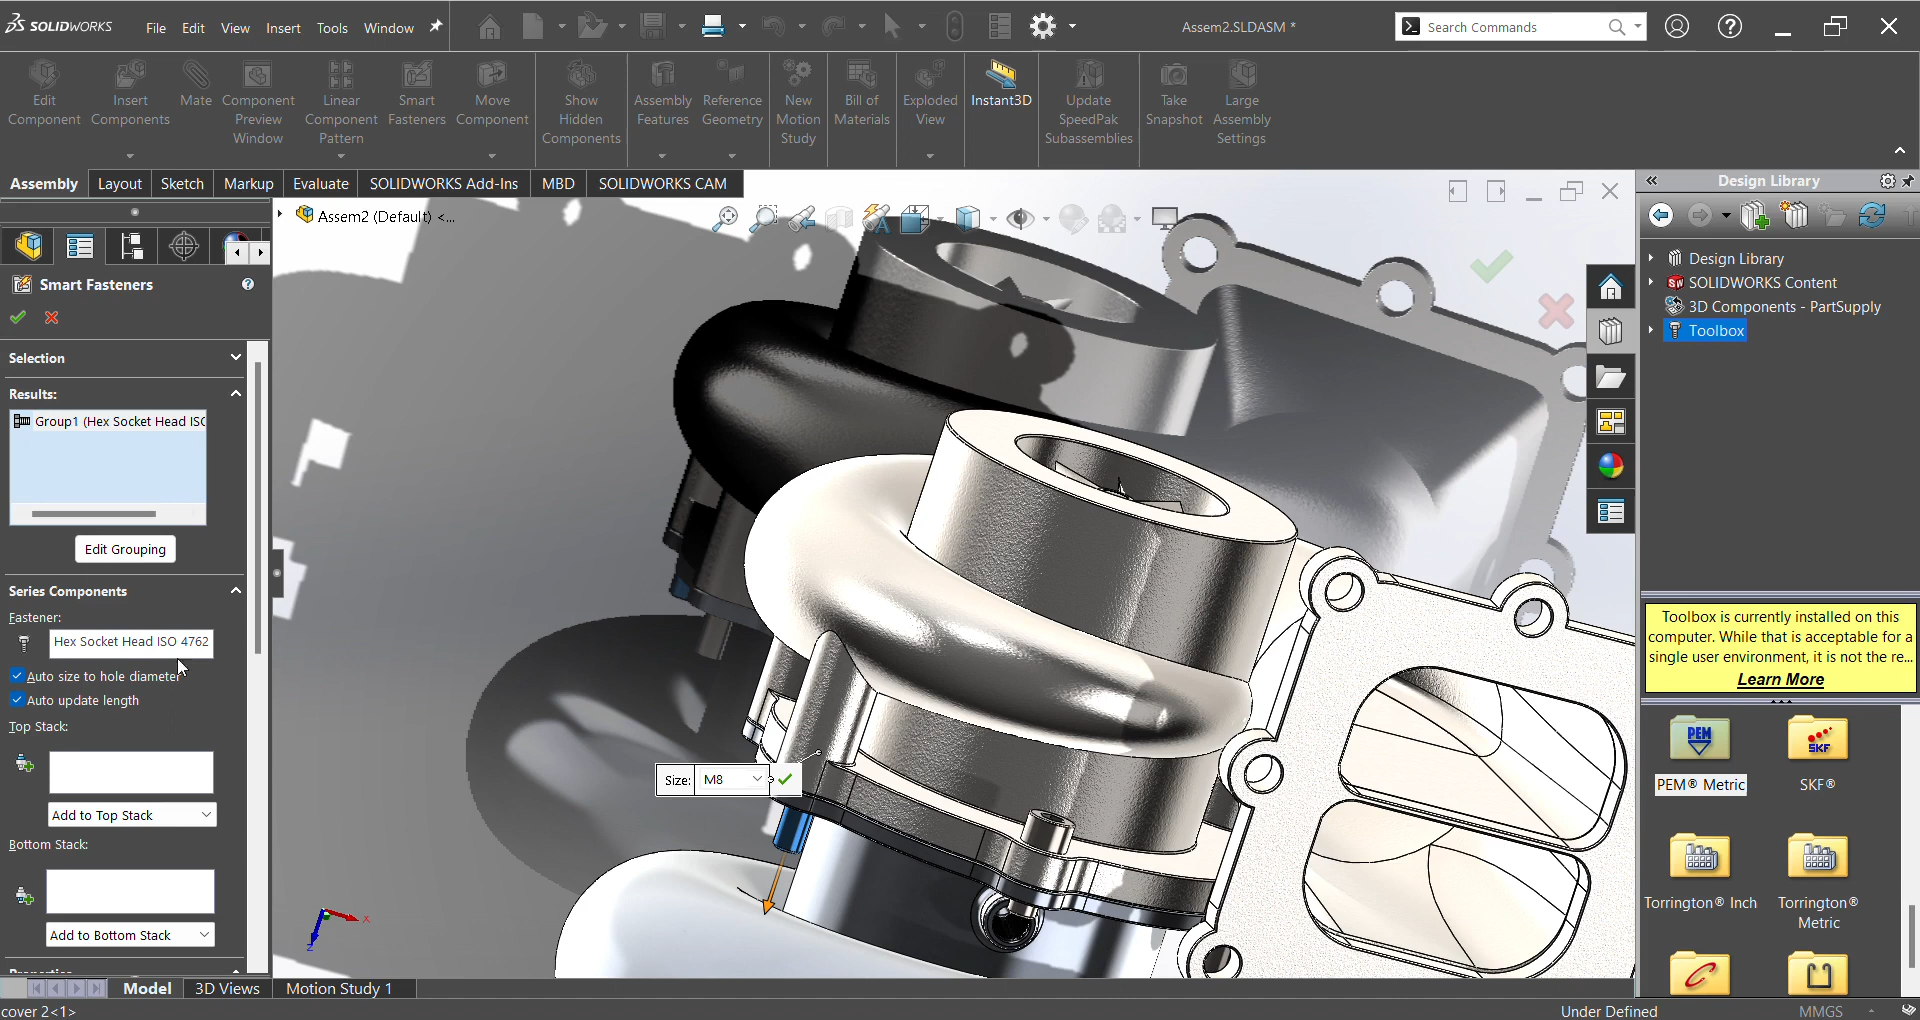 SOLIDWORKS
File Edit View Insert Tools Window
Assem2.SLDASM *
Search Commands
Edit Component
Insert Components
Mate
Component Preview Window
Linear Component Pattern
Smart Fasteners
Move Component
Show Hidden Components
Assembly Features
Reference Geometry
New Motion Study
Bill of Materials
Exploded View
Instant3D
Update SpeedPak Subassemblies
Take Snapshot
Large Assembly Settings
Assembly Layout Sketch Markup Evaluate SOLIDWORKS Add-Ins MBD SOLIDWORKS CAM
Assem2 (Default) <...
Smart Fasteners
Selection
Results:
Group1 (Hex Socket Head ISO
Edit Grouping
Series Components
Fastener:
Hex Socket Head ISO 4762
Auto size to hole diameter
Auto update length
Top Stack:
Add to Top Stack
Bottom Stack:
Add to Bottom Stack
Size: M8
x
z
Design Library
Design Library
SOLIDWORKS Content
3D Components - PartSupply
Toolbox
Toolbox is currently installed on this
computer. While that is acceptable for a
single user environment, it is not the re...
Learn More
PEM
PEM® Metric
SKF
SKF®
Torrington® Inch
Torrington® Metric
Model 3D Views Motion Study 1
cover 2<1>
Under Defined
MMGS